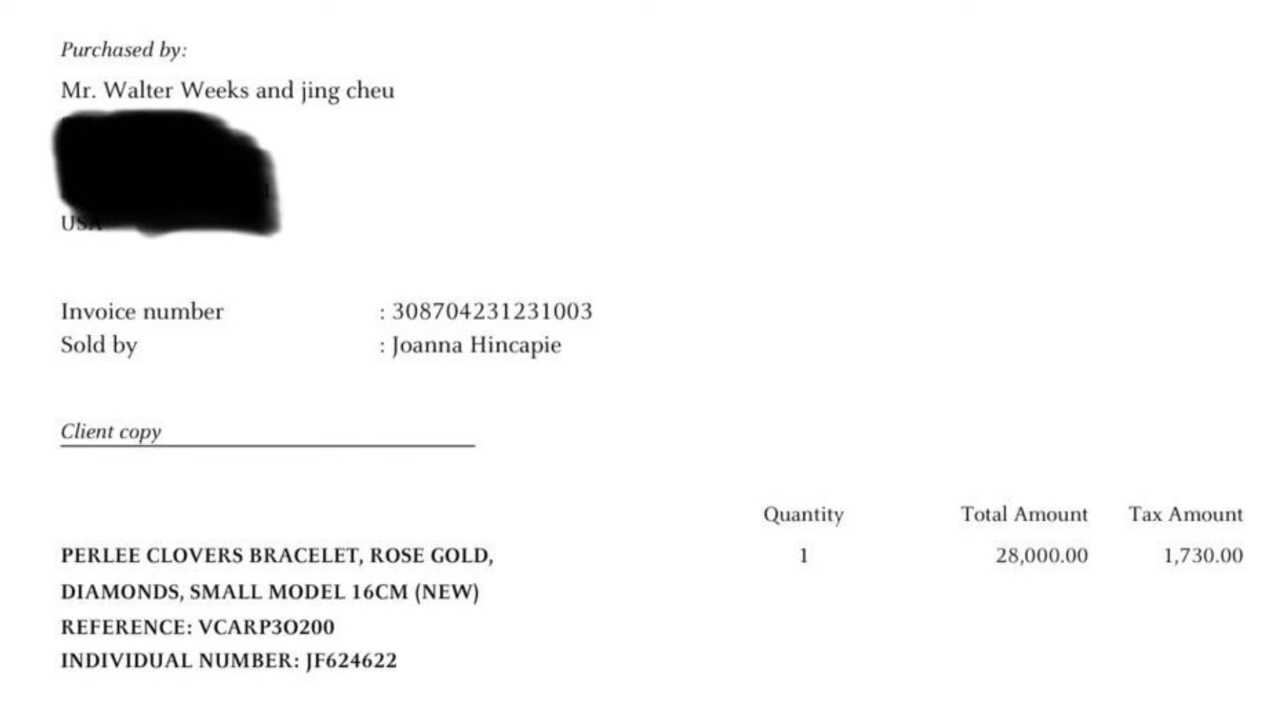 Purchased by:
Mr. Walter Weeks and jing cheu
Invoice number : 308704231231003
Sold by : Joanna Hincapie
Client copy
Quantity Total Amount Tax Amount
PERLEE CLOVERS BRACELET, ROSE GOLD, 1 28,000.00 1,730.00
DIAMONDS, SMALL MODEL 16CM (NEW)
REFERENCE: VCARP3O200
INDIVIDUAL NUMBER: JF624622